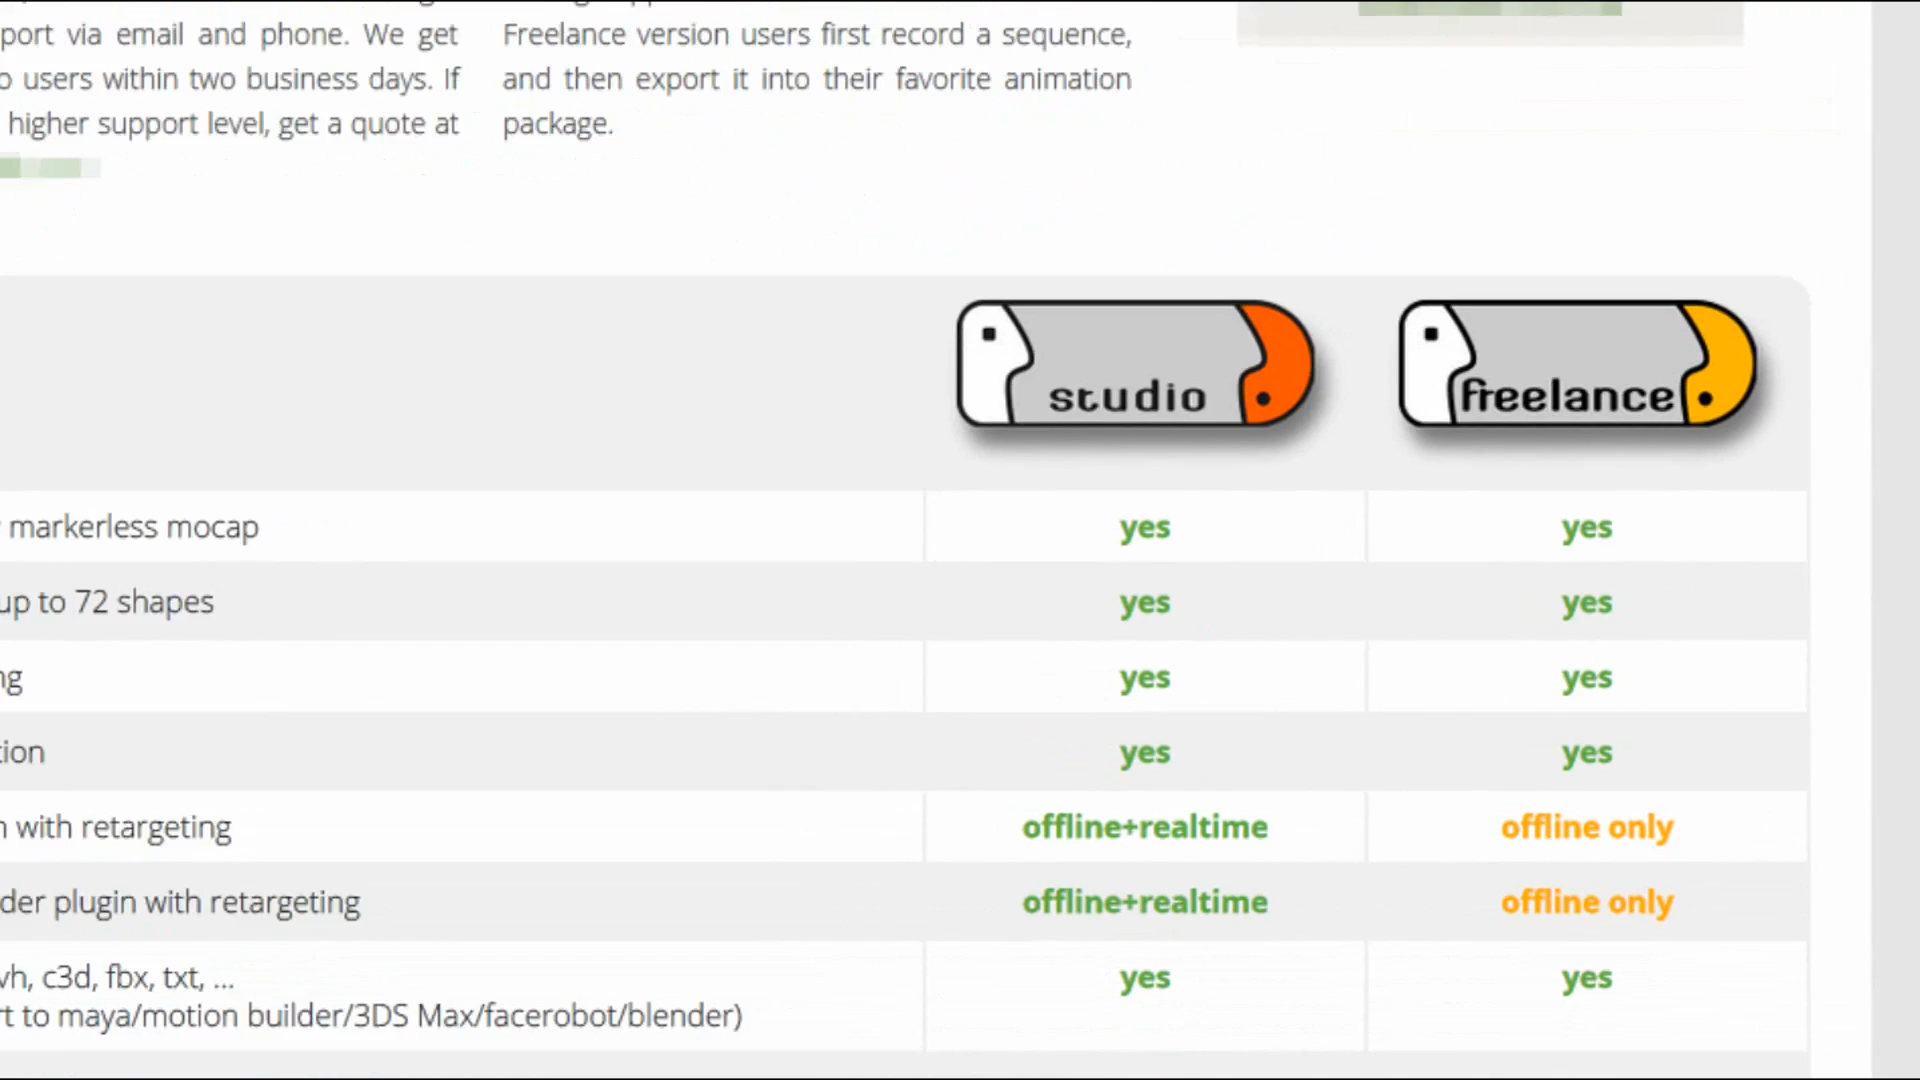 port via email and phone. We get
o users within two business days. If
higher support level, get a quote at
Freelance version users first record a sequence,
and then export it into their favorite animation
package.
studio
freelance
markerless mocap yes yes
up to 72 shapes yes yes
ng yes yes
tion yes yes
n with retargeting offline+realtime offline only
der plugin with retargeting offline+realtime offline only
vh, c3d, fbx, txt, ... yes yes
rt to maya/motion builder/3DS Max/facerobot/blender)